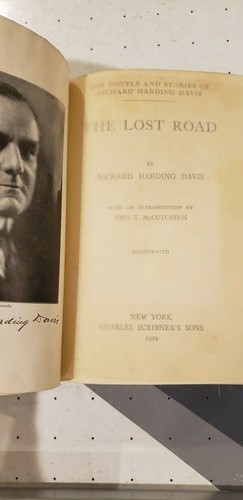 THE NOVELS AND STORIES OF
RICHARD HARDING DAVIS
THE LOST ROAD
BY
RICHARD HARDING DAVIS
WITH AN INTRODUCTION BY
JOHN T. McCUTCHEON
ILLUSTRATED
NEW YORK
CHARLES SCRIBNER'S SONS
1919
Davis